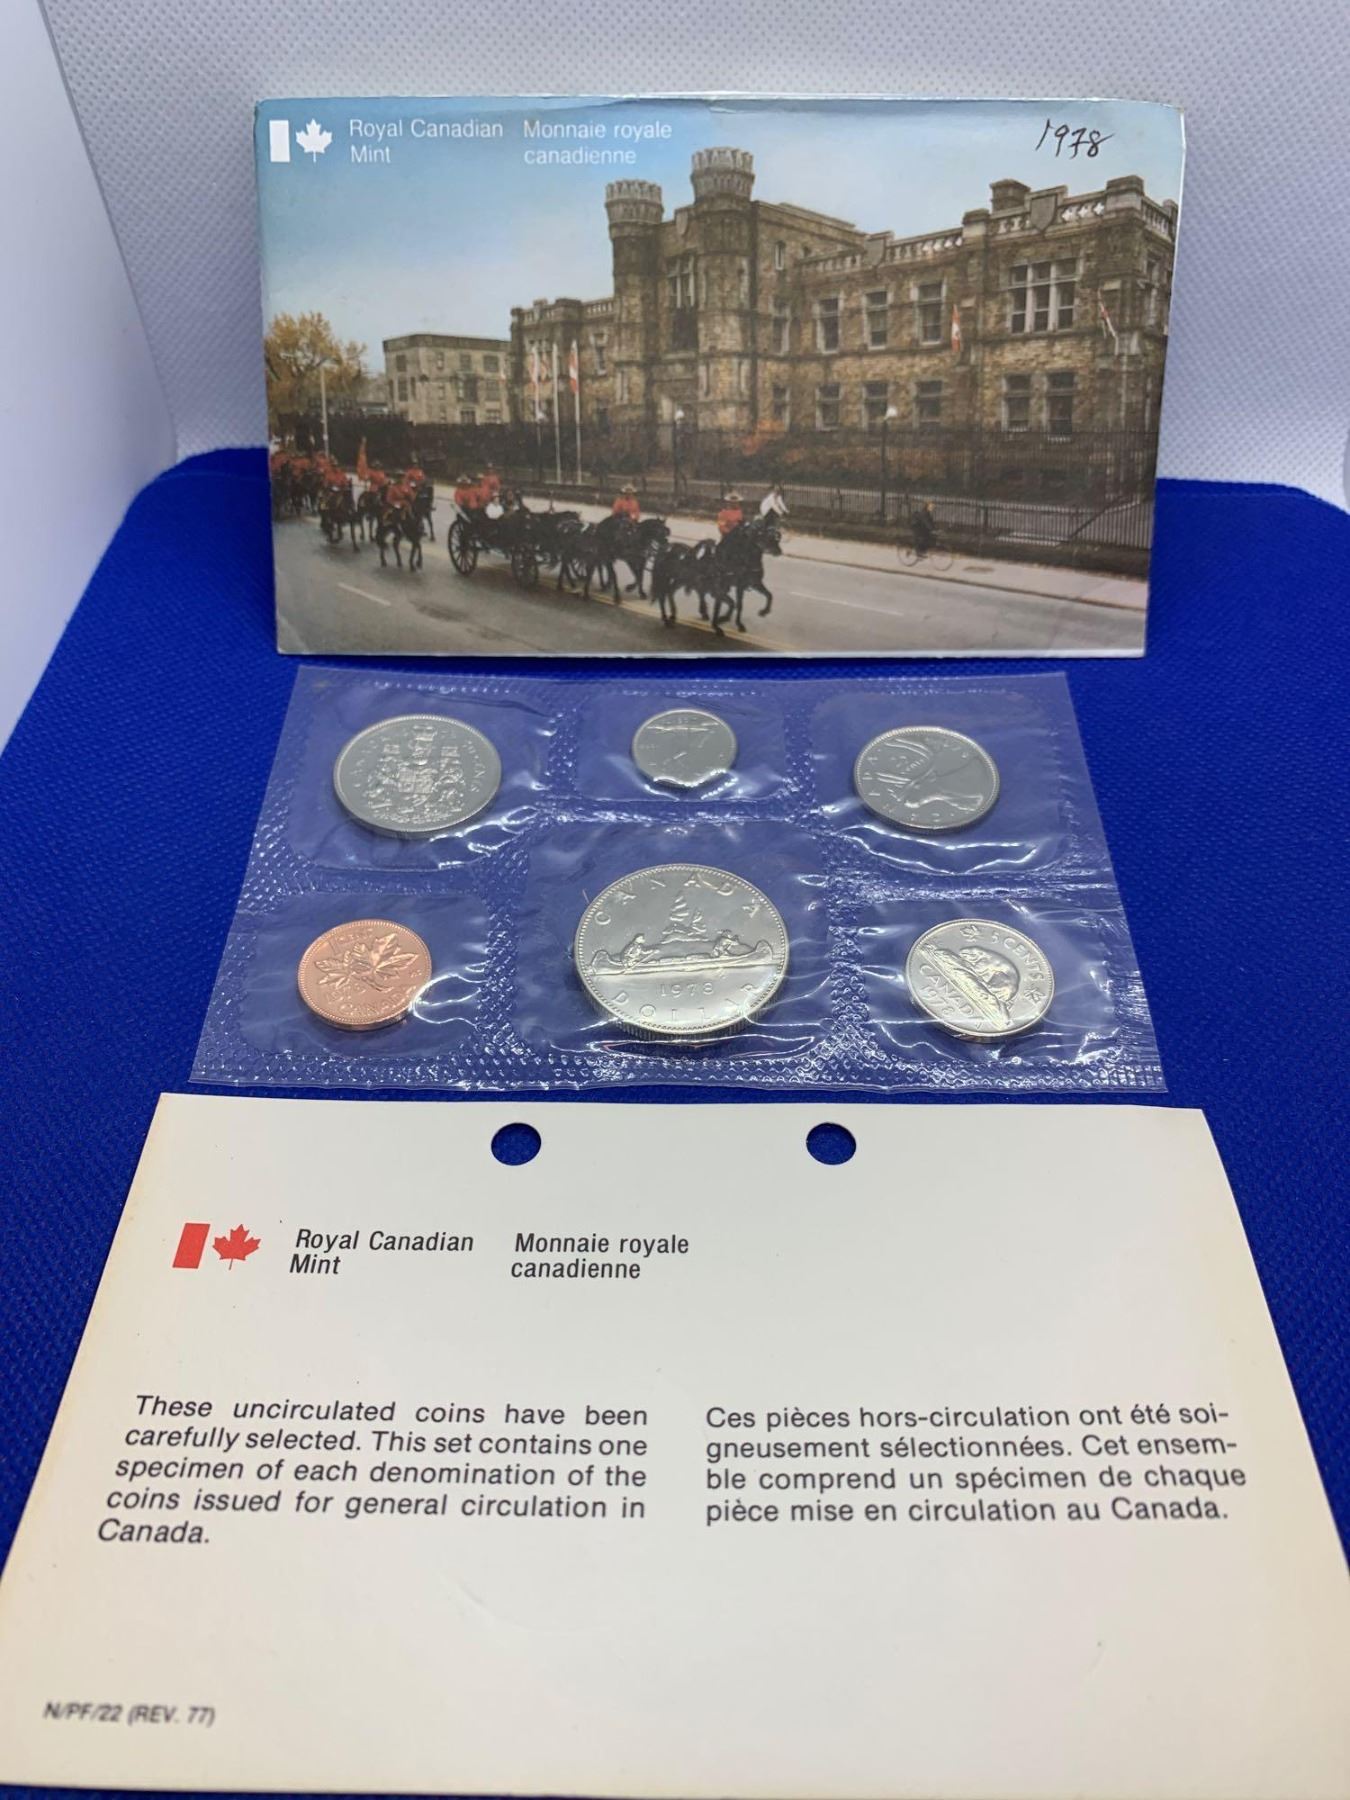 Royal Canadian Mint
Monnaie royale canadienne
1978
CANADA
1978
DOLLAR
5 CENTS
CANADA
1978
Royal Canadian
Mint
Monnaie royale
canadienne
These uncirculated coins have been
carefully selected. This set contains one
specimen of each denomination of the
coins issued for general circulation in
Canada.
Ces pièces hors-circulation ont été soi-
gneusement sélectionnées. Cet ensem-
ble comprend un spécimen de chaque
pièce mise en circulation au Canada.
N/PF/22 (REV. 77)